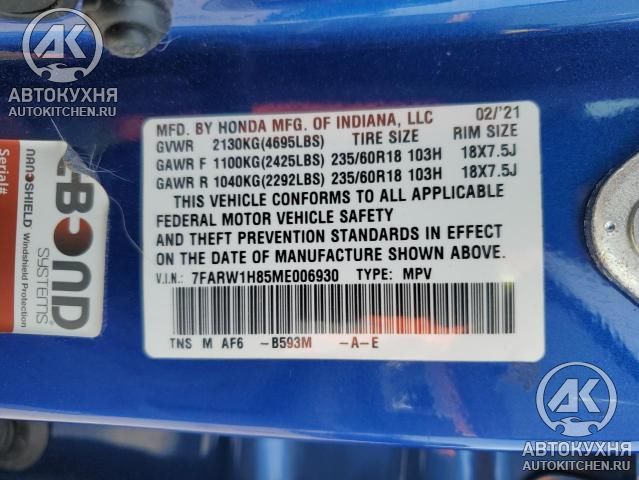 АВТОКУХНЯ
AUTOKITCHEN.RU
MFD. BY HONDA MFG. OF INDIANA, LLC 02/'21
GVWR 2130KG(4695LBS) TIRE SIZE RIM SIZE
GAWR F 1100KG(2425LBS) 235/60R18 103H 18X7.5J
GAWR R 1040KG(2292LBS) 235/60R18 103H 18X7.5J
THIS VEHICLE CONFORMS TO ALL APPLICABLE
FEDERAL MOTOR VEHICLE SAFETY
AND THEFT PREVENTION STANDARDS IN EFFECT
ON THE DATE OF MANUFACTURE SHOWN ABOVE.
V.I.N.: 7FARW1H85ME006930 TYPE: MPV
TNS M AF6 -B593M -A-E
Serial#
NANOSHIELD Windshield Protection
-BOND
SYSTEMS
АВТОКУХНЯ
AUTOKITCHEN.RU